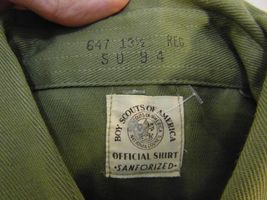 647 13½ REG
SU 94
BOY SCOUTS OF AMERICA
OFFICIAL SHIRT
• SANFORIZED •